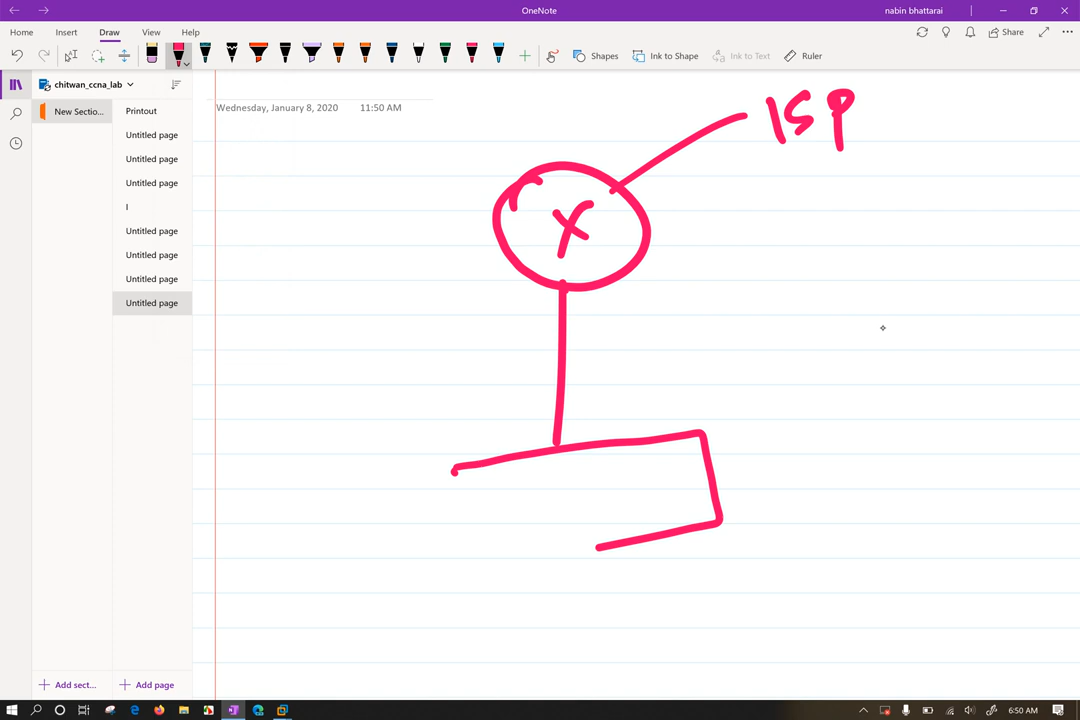 OneNote
nabin bhattarai
Home Insert Draw View Help
Share
Shapes
Ink to Shape
Ink to Text
Ruler
chitwan_ccna_lab
New Sectio...
Printout
Untitled page
Untitled page
Untitled page
I
Untitled page
Untitled page
Untitled page
Untitled page
Wednesday, January 8, 2020 11:50 AM
ISP
X
+ Add sect...
+ Add page
6:50 AM